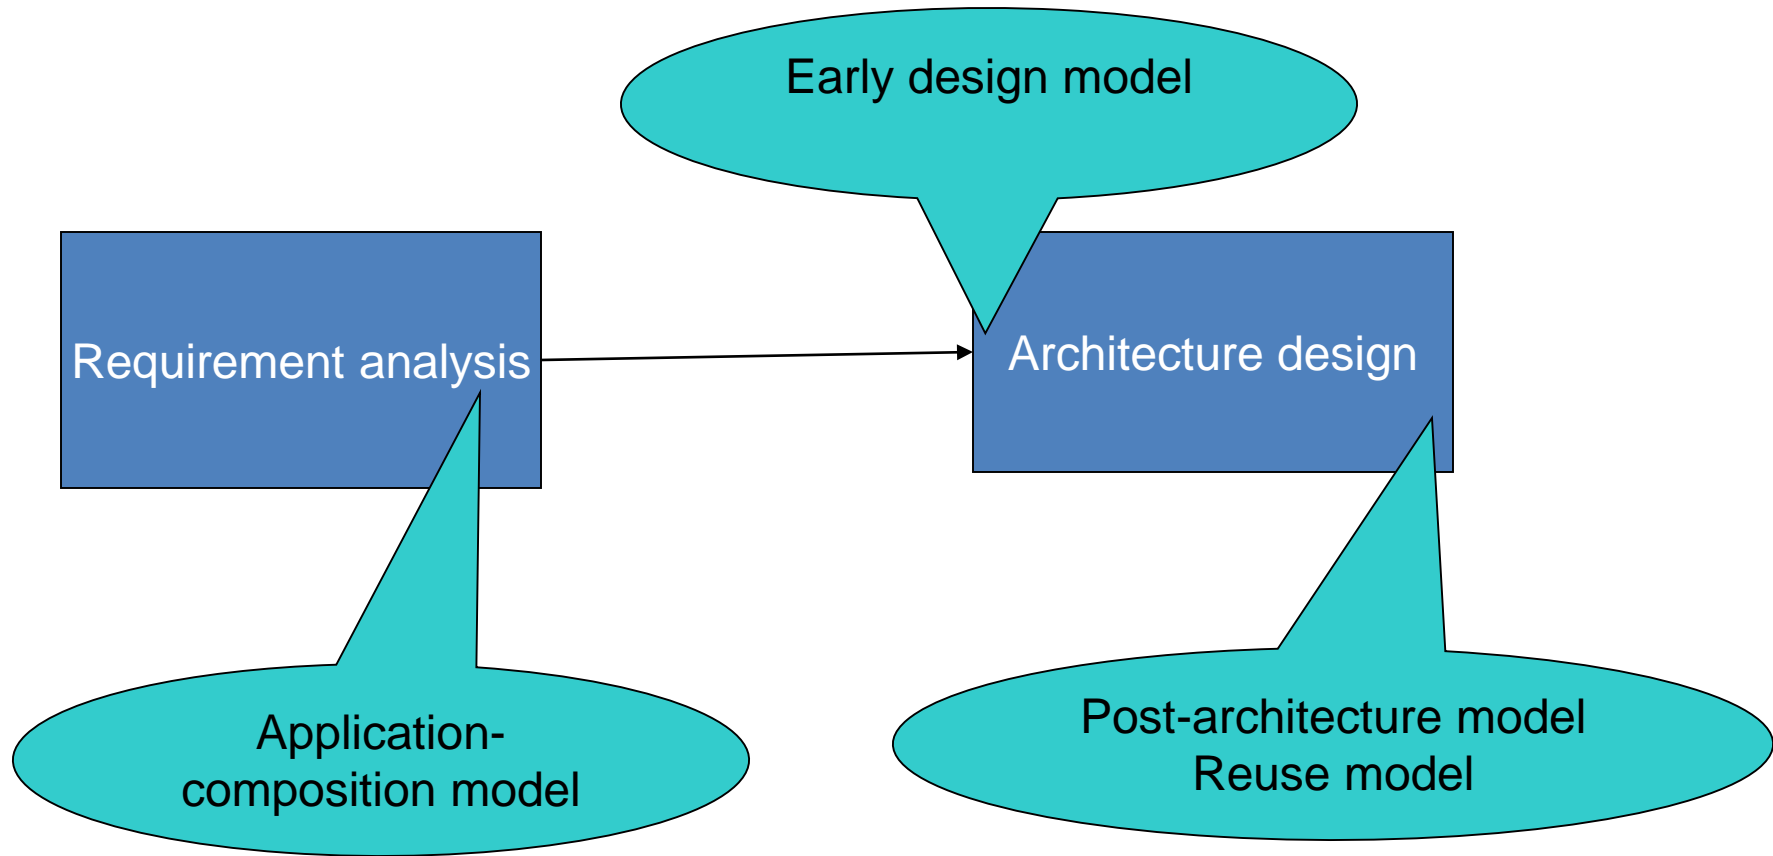 Early design model
Requirement analysis
Architecture design
Application-
composition model
Post-architecture model
Reuse model